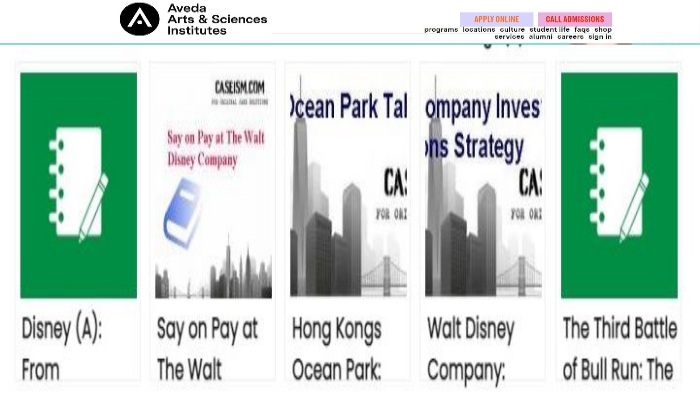 Aveda
Arts & Sciences
Institutes
APPLY ONLINE
CALL ADMISSIONS
programs locations culture student life faqs shop
services alumni careers sign in
CASEISM.COM
FOR ORIGINAL CASE SOLUTIONS
Say on Pay at The Walt
Disney Company
Ocean Park Tal
CAS
FOR ORI
ompany Inves
ons Strategy
CAS
FOR ORI
Disney (A):
From
Say on Pay at
The Walt
Hong Kongs
Ocean Park:
Walt Disney
Company:
The Third Battle
of Bull Run: The